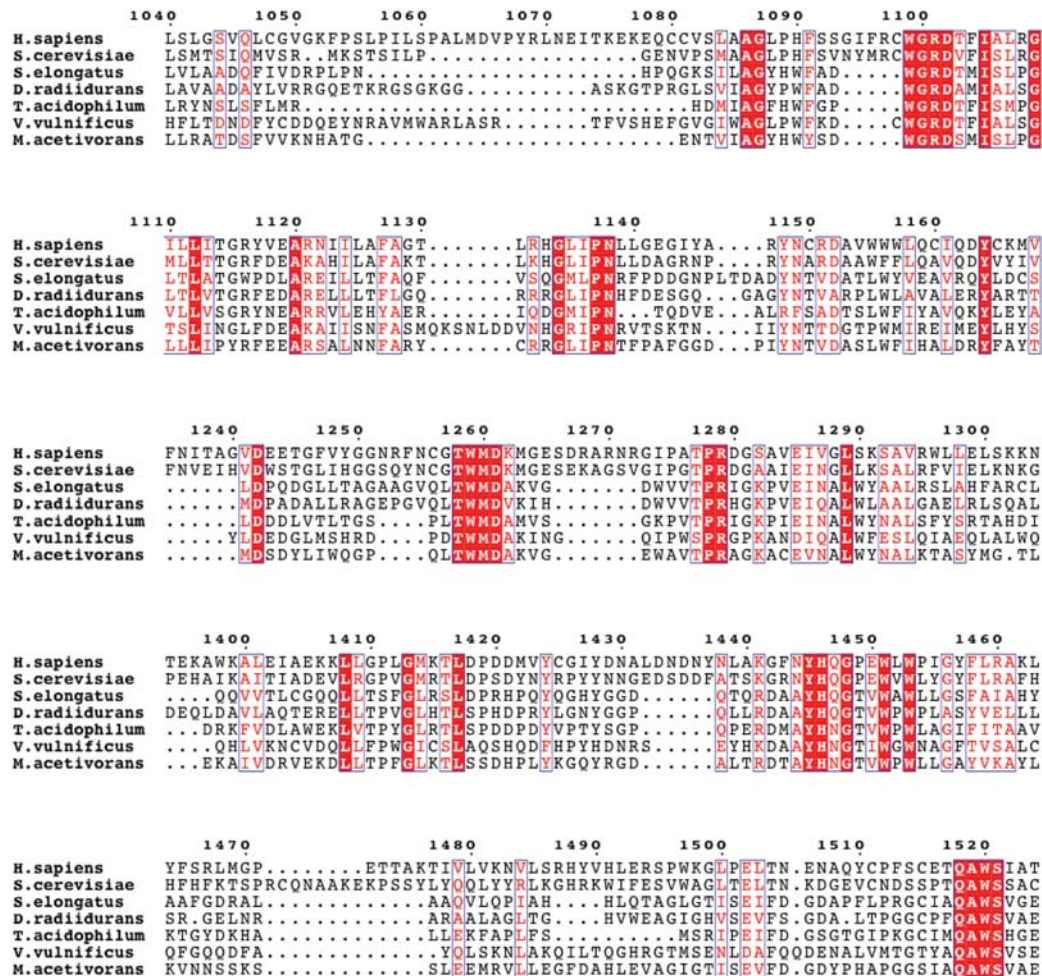 1040 1050 1060 1070 1080 1090 1100
H.sapiens LSLGSVQLCGVGKFPSLPILSPALMDVPYRLNEITKEKEQCCVSLAAGLPHFSSGIFRCWGRDTFIALRG
S.cerevisiae LSMTSIQMVSR..MKSTSILP.................GENVPSMAAGLPHFSVNYMRCWGRDVFISLRG
S.elongatus LVLAADQFIVDRPLPN......................HPQGKSILAGYHWFAD....WGRDTMISLPG
D.radiidurans LAVAADAYLVRRGQETKRGSGKGG..........ASKGTPRGLSVIAGYPWFAD....WGRDAMIALSG
T.acidophilum LRYNSLSFLMR...........................HDMIAGFHWFGP....WGRDTFISMPG
V.vulnificus HFLTDNDFYCDDQEYNRAVMWARLASR.......TFVSHEFGVGIWAGLPWFKD....CWGRDTFIALSG
M.acetivorans LLRATDSFVVKNHATG......................ENTVIAGYHWYSD....WGRDSMISLPG
1110 1120 1130 1140 1150 1160
H.sapiens ILLITGRYVEARNIILAFAGT.......LRHGLIPNLLGEGIYA....RYNCRDAVWWWLQCIQDYCKMV
S.cerevisiae MLLTTGRFDEAKAHILAFAKT.......LKHGLIPNLLDAGRNP....RYNARDAAWFFLQAVQDYVYIV
S.elongatus LTLATGWPDLAREILLTFAQF.......VSQGMLPNRFPDDGNPLTDADYNTVDATLWYVEAVRQYLDCS
D.radiidurans LTLVTGRFEDARELLLTFLGQ.......RRRGLIPNHFDESGQ...GAGYNTVARPLWLAVALERYARTT
T.acidophilum VLLVSGRYNEARRVLEHYAER.......IQDGMIPN...TQDVE...ALRFSADTSLWFIYAVQKYLEYA
V.vulnificus TSLINGLFDEAKAIISNFASMQKSNLDDVNHGRIPNRVTSKTN....IIYNTTDGTPWMIREIMEYLHYS
M.acetivorans LLLIPYRFEEARSALNNFARY.......CRRGLIPNTFPAFGGD...PIYNTVDASLWFIHALDRYFAYT
1240 1250 1260 1270 1280 1290 1300
H.sapiens FNITAGVDEETGFVYGGNRFNCGTWMDKMGESDRARNRGIPATPRDGSAVEIVGLSKSAVRWLLELSKKN
S.cerevisiae FNVEIHVDWSTGLIHGGSQYNCGTWMDKMGESEKAGSVGIPGTPRDGAAIEINGLLKSALRFVIELKNKG
S.elongatus ......LDPQDGLLTAGAAGVQLTWMDAKVG.......DWVVTPRIGKPVEINALWYAALRSLAHFARCL
D.radiidurans ......MDPADALLRAGEPGVQLTWMDVKIH.......DWVVTPRHGKPVEIQALWLAALGAELRLSQAL
T.acidophilum ......LDDDLVTLTGS...PLTWMDAMVS.......GKPVTPRIGKPIEINALWYNALSFYSRTAHDI
V.vulnificus ....YLDEDGLMSHRD....PDTWMDAKING......QIPWSPRGPKANDIQALWFESLQIAEQLALWQ
M.acetivorans ......MDSDYLIWQGP...QLTWMDAKVG.......EWAVTPRAGKACEVNALWYNALKTASYMG.TL
1400 1410 1420 1430 1440 1450 1460
H.sapiens TEKAWKALEIAEKKLLGPLGMKTLDPDDMVYCGIYDNALDNDNYNLAKGFNYHQGPEWLWPIGYFLRAKL
S.cerevisiae PEHAIKAITIADEVLRGPVGMRTLDPSDYNYRPYYNNGEDSDDFATSKGRNYHQGPEWVWLYGYFLRAFH
S.elongatus ....QQVVTLCGQQLLTSFGLRSLDPRHPQYQGHYGGD......QTQRDAAYHQGTVWAWLLGSFAIAHY
D.radiidurans DEQLDAVLAQTERELLTPVGLHTLSPHDPRYLGNYGGP......QLLRDAAYHQGTVWPWPLASYVELLL
T.acidophilum ....DRKFVDLAWEKLVTPYGLRTLDPTDPDYVPTYSGP......QPERDMAYHNGTVWPWLAGIFITAAV
V.vulnificus ....QHLVKNCVDQLLFPWGICSLAQSHQDFHPYHDNRS......EYHKDAAYHNGTIWGWNAGFTVSALC
M.acetivorans ....EKAIVDRVEKDLLTPFGLKTLSSDHPLYKGQYRGD......ALTRDTAYHNGTVWPWLLGAYVKAYL
1470 1480 1490 1500 1510 1520
H.sapiens YFSRLMGP.........ETTAKTIVLVKNVLSRHYVHLERSPWKGLPELTN.ENAQYCPFSCETQAWSIAT
S.cerevisiae HFHFKTSPRCQNAAKEKPSSYLYQQLYYRLKGHRKWIFESVWAGLTELTN.KDGEVCNDSSPTQAWSSAC
S.elongatus AAFGDRAL.............AAQVLQPIAH....HLQTAGLGTISEIFD.GDAPFLPRGCIAQAWSVGE
D.radiidurans SR.GELNR.............ARAALAGLTG....HVWEAGIGHVSEVFS.GDA.LTPGGCPFQAWSVAE
T.acidophilum KTGYDKHA.............LLEKFAPLFS.......MSRIPEIFD.GSGTGIPKGCIMQAWSHGE
V.vulnificus QFGQQDFA.............YQLSKNLAKQILTQGHRGTMSENLDAFQQDENALVMTGTYAQAWSVSE
M.acetivorans KVNNSSKS.............SLEEMRVLLEGFDAHLEVAGIGTISEVFD.GDYPHAPGGSIAQAWSVAE